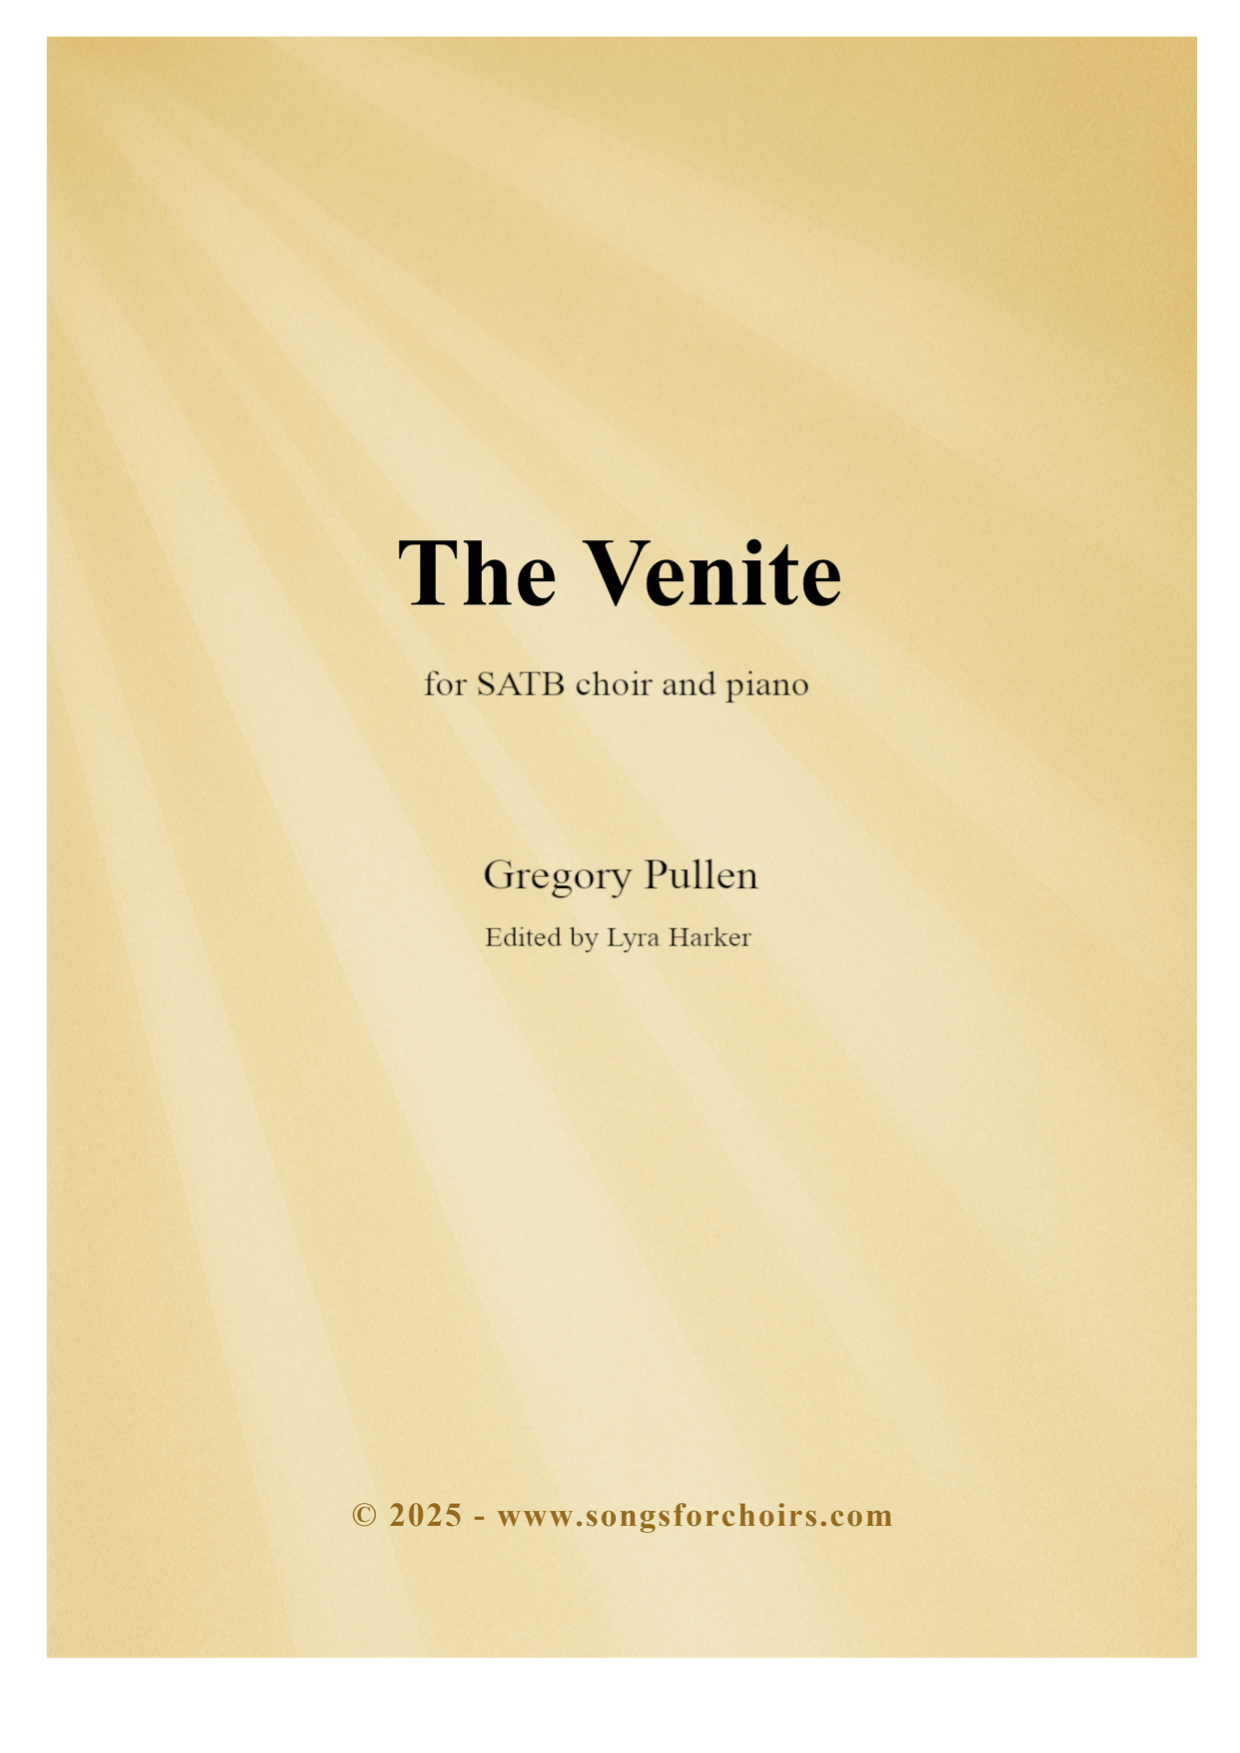 The Venite
for SATB choir and piano
Gregory Pullen
Edited by Lyra Harker
© 2025 - www.songsforchoirs.com